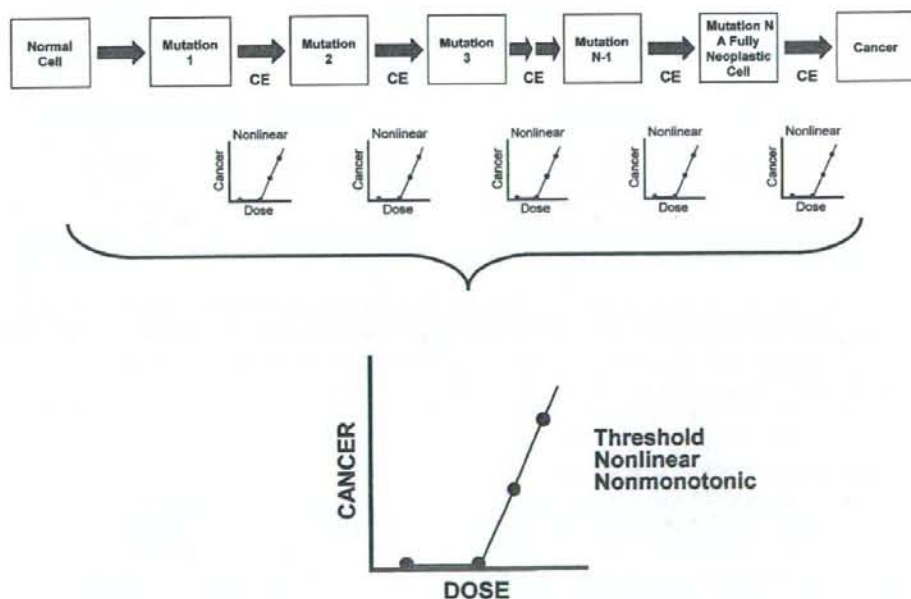 Normal
Cell
Mutation
1
Mutation
2
Mutation
3
Mutation
N-1
Mutation N
A Fully
Neoplastic
Cell
Cancer
CE
CE
CE
CE
CE
Nonlinear
Cancer
Dose
Nonlinear
Cancer
Dose
Nonlinear
Cancer
Dose
Nonlinear
Cancer
Dose
Nonlinear
Cancer
Dose
CANCER
DOSE
Threshold
Nonlinear
Nonmonotonic